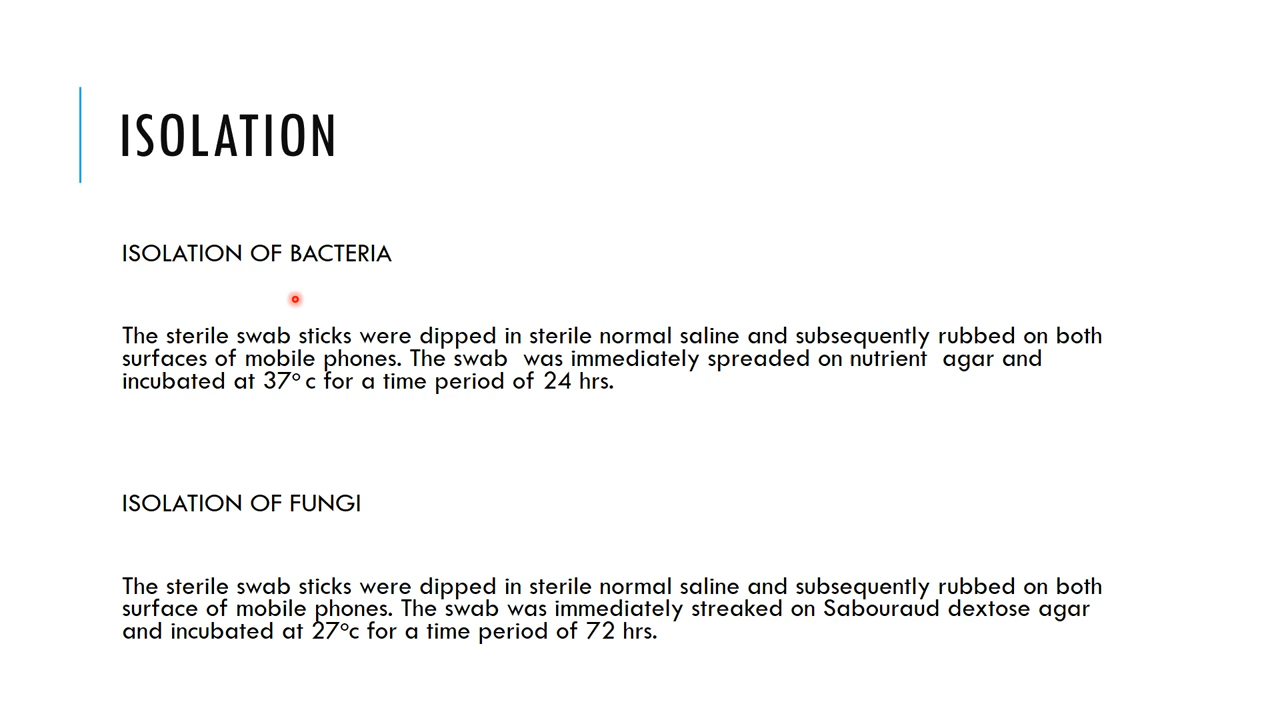 ISOLATION
ISOLATION OF BACTERIA
The sterile swab sticks were dipped in sterile normal saline and subsequently rubbed on both
surfaces of mobile phones. The swab  was immediately spreaded on nutrient  agar and
incubated at 37° c for a time period of 24 hrs.
ISOLATION OF FUNGI
The sterile swab sticks were dipped in sterile normal saline and subsequently rubbed on both
surface of mobile phones. The swab was immediately streaked on Sabouraud dextose agar
and incubated at 27°c for a time period of 72 hrs.